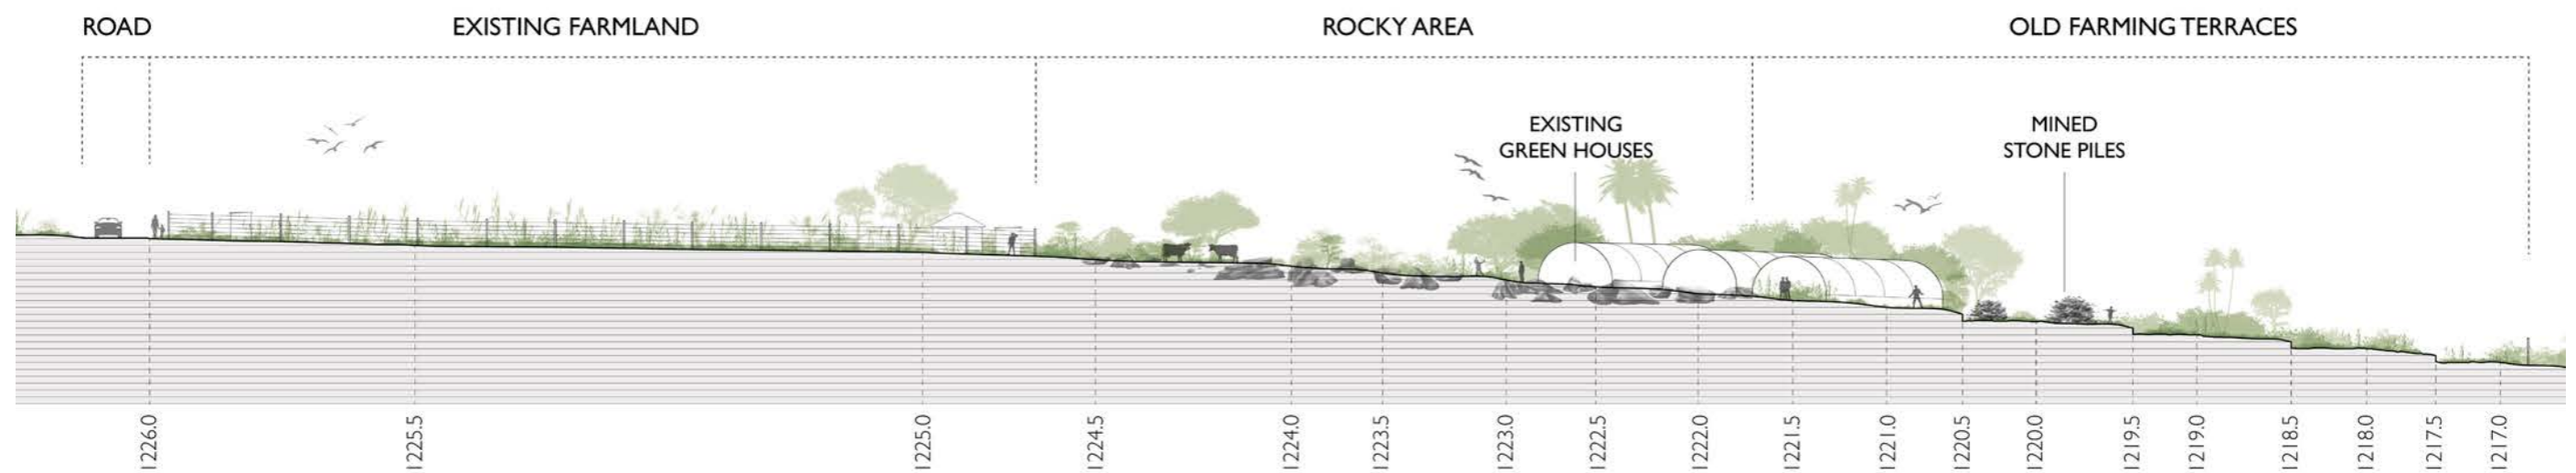 ROAD
EXISTING FARMLAND
ROCKY AREA
OLD FARMING TERRACES
EXISTING
GREEN HOUSES
MINED
STONE PILES
1226.0
1225.5
1225.0
1224.5
1224.0
1223.5
1223.0
1222.5
1222.0
1221.5
1221.0
1220.5
1220.0
1219.5
1219.0
1218.5
1218.0
1217.5
1217.0